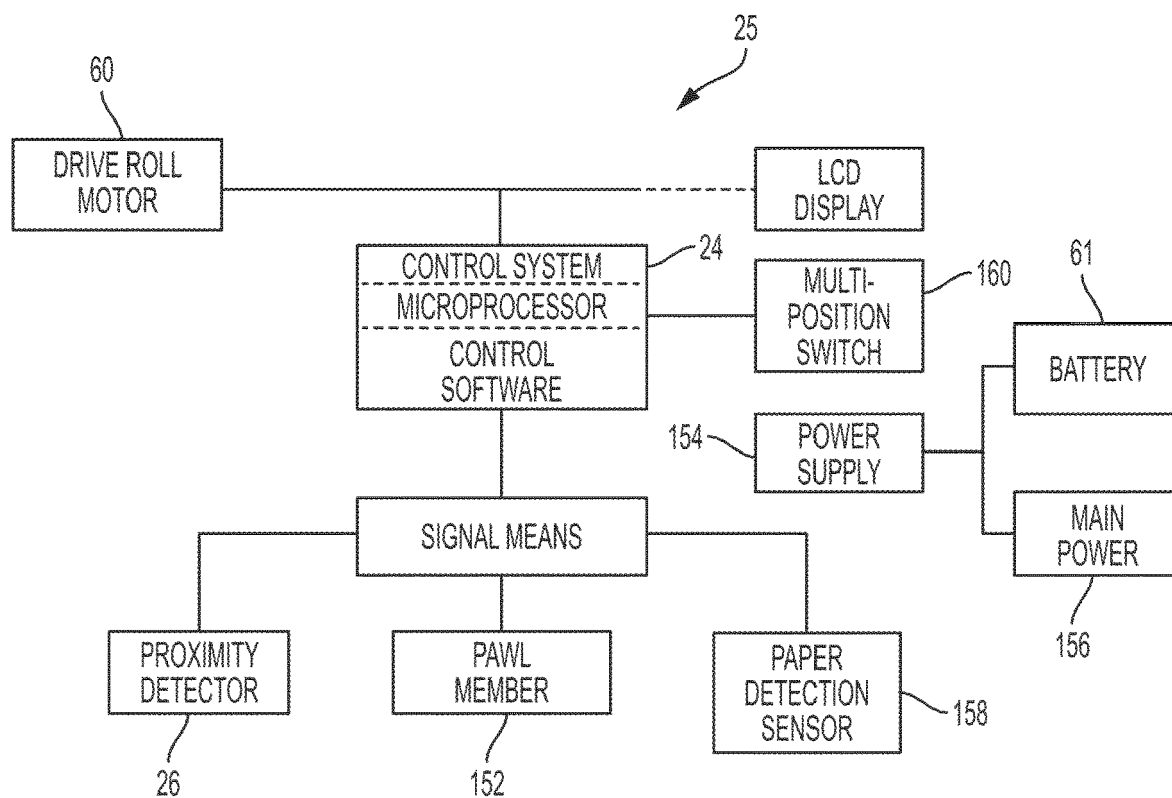 25
60
DRIVE ROLL
MOTOR
LCD
DISPLAY
CONTROL SYSTEM
MICROPROCESSOR
CONTROL
SOFTWARE
24
MULTI-
POSITION
SWITCH
160
61
BATTERY
154
POWER
SUPPLY
MAIN
POWER
156
SIGNAL MEANS
PROXIMITY
DETECTOR
26
PAWL
MEMBER
152
PAPER
DETECTION
SENSOR
158